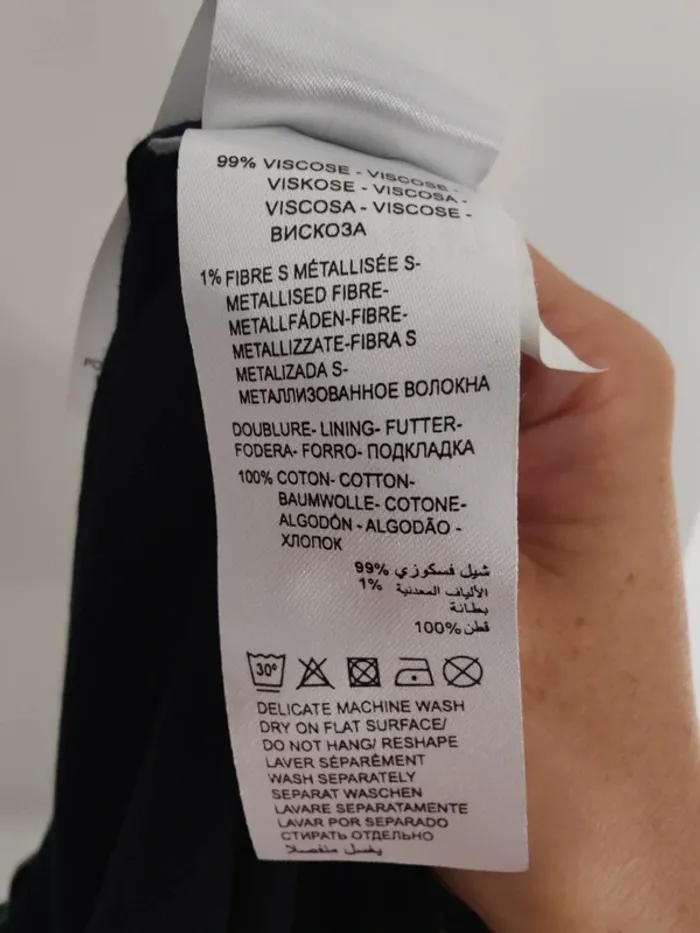 99% VISCOSE - VISCOSE -
VISKOSE - VISCOSA -
VISCOSA - VISCOSE -
ВИСКОЗА
1% FIBRE S MÉTALLISÉE S-
METALLISED FIBRE-
METALLFÁDEN-FIBRE-
METALLIZZATE-FIBRA S
METALIZADA S-
МЕТАЛЛИЗОВАННОЕ ВОЛОКНА
DOUBLURE- LINING- FUTTER-
FODERA- FORRO- ПОДКЛАДКА
100% COTON- COTTON-
BAUMWOLLE- COTONE-
ALGODÓN - ALGODÃO -
ХЛОПОК
شيل فسكوزي 99%
الألياف المعدنية 1%
بطانة
قطن 100%
30°
DELICATE MACHINE WASH
DRY ON FLAT SURFACE/
DO NOT HANG/ RESHAPE
LAVER SÉPARÉMENT
WASH SEPARATELY
SEPARAT WASCHEN
LAVARE SEPARATAMENTE
LAVAR POR SEPARADO
СТИРАТЬ ОТДЕЛЬНО
يغسل منفصلا